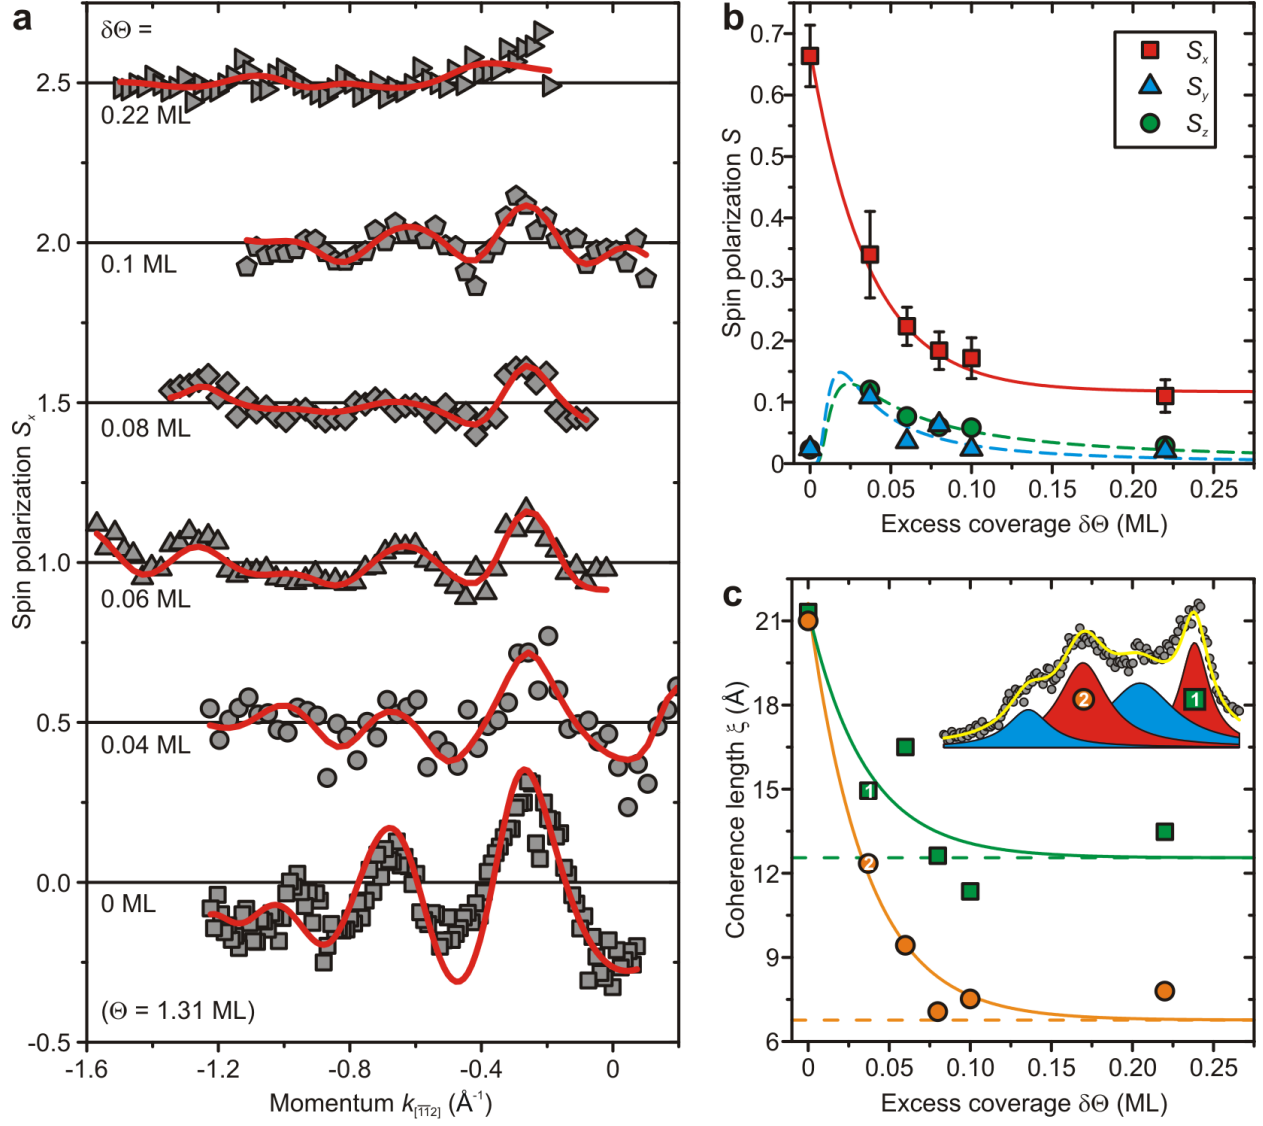 a
δΘ =
2.5
0.22 ML
2.0
0.1 ML
1.5
0.08 ML
1.0
0.06 ML
0.5
0.04 ML
0.0
0 ML
(Θ = 1.31 ML)
-0.5
-1.6 -1.2 -0.8 -0.4 0
Momentum k[1̅1̅2] (Å-1)
Spin polarization Sx
b
0.7
0.6
0.5
0.4
0.3
0.2
0.1
0
Sx
Sy
Sz
0 0.05 0.10 0.15 0.20 0.25
Excess coverage δΘ (ML)
Spin polarization S
c
21
18
15
12
9
6
2
1
1
2
0 0.05 0.10 0.15 0.20 0.25
Excess coverage δΘ (ML)
Coherence length ξ (Å)